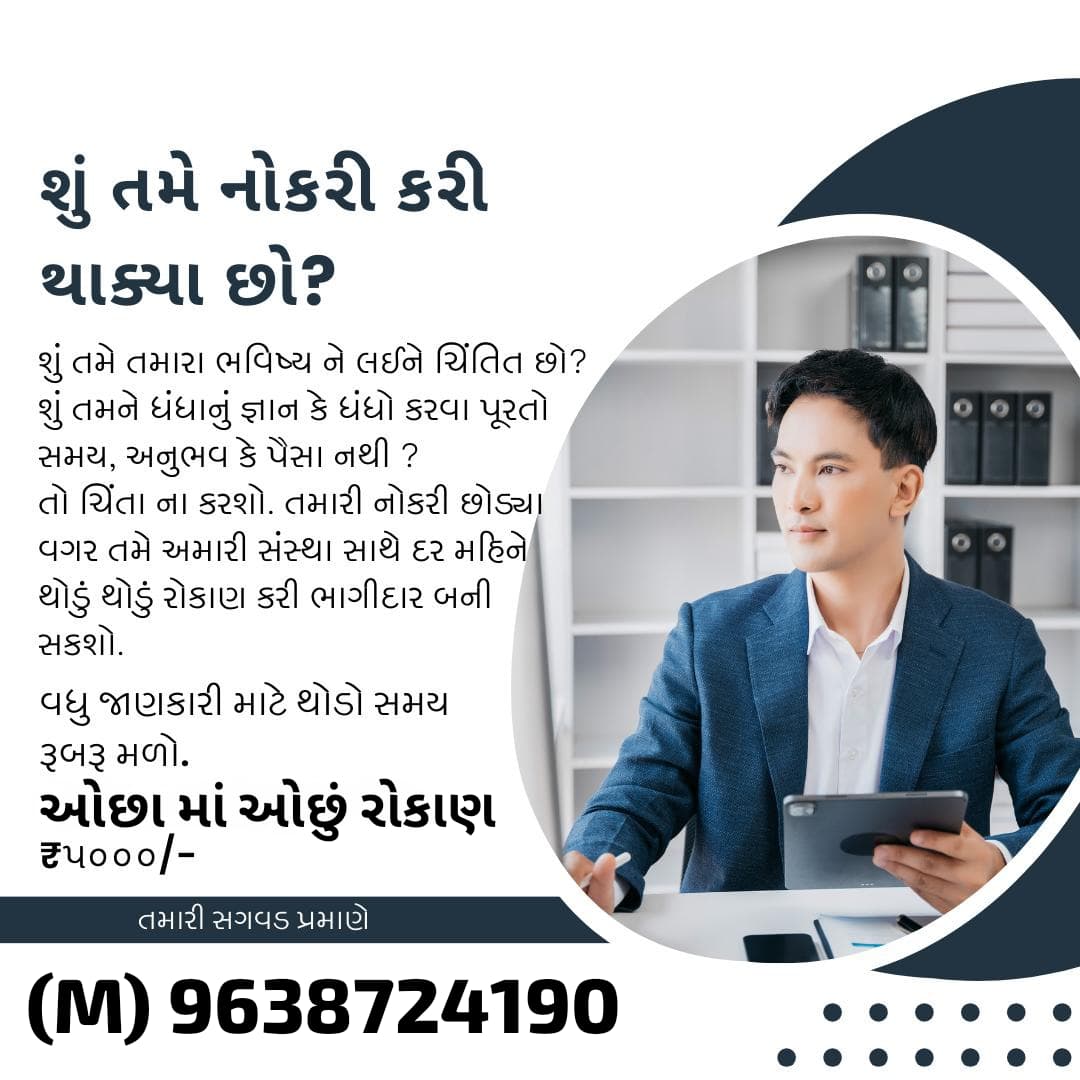 શું તમે નોકરી કરી
થાક્યા છો?
શું તમે તમારા ભવિષ્ય ને લઈને ચિંતિત છો?
શું તમને ધંધાનું જ્ઞાન કે ધંધો કરવા પૂરતો
સમય, અનુભવ કે પૈસા નથી ?
તો ચિંતા ના કરશો. તમારી નોકરી છોડ્યા
વગર તમે અમારી સંસ્થા સાથે દર મહિને
થોડું થોડું રોકાણ કરી ભાગીદાર બની
સકશો.
વધુ જાણકારી માટે થોડો સમય
રૂબરૂ મળો.
ઓછા માં ઓછું રોકાણ
₹૫૦૦૦/-
તમારી સગવડ પ્રમાણે
(M) 9638724190